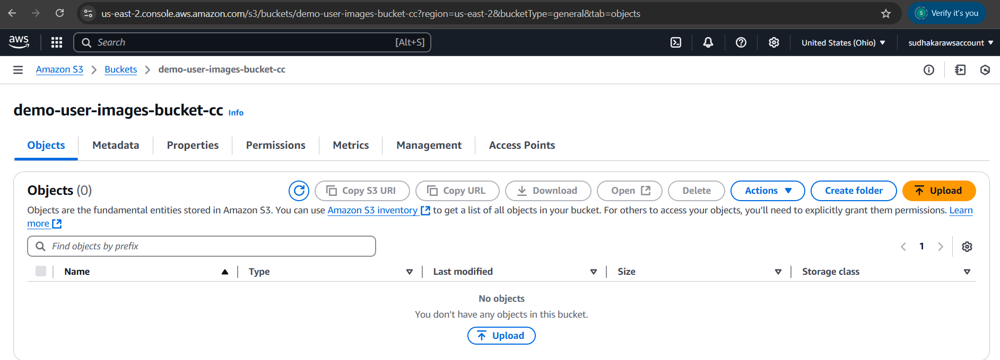 us-east-2.console.aws.amazon.com/s3/buckets/demo-user-images-bucket-cc?region=us-east-2&bucketType=general&tab=objects
S Verify it's you
aws Search [Alt+S] United States (Ohio) sudhakarawsaccount
Amazon S3 Buckets demo-user-images-bucket-cc
demo-user-images-bucket-cc Info
Objects Metadata Properties Permissions Metrics Management Access Points
Objects (0) Copy S3 URI Copy URL Download Open Delete Actions Create folder Upload
Objects are the fundamental entities stored in Amazon S3. You can use Amazon S3 inventory to get a list of all objects in your bucket. For others to access your objects, you’ll need to explicitly grant them permissions. Learn
more
Find objects by prefix 1
Name Type Last modified Size Storage class
No objects
You don't have any objects in this bucket.
Upload